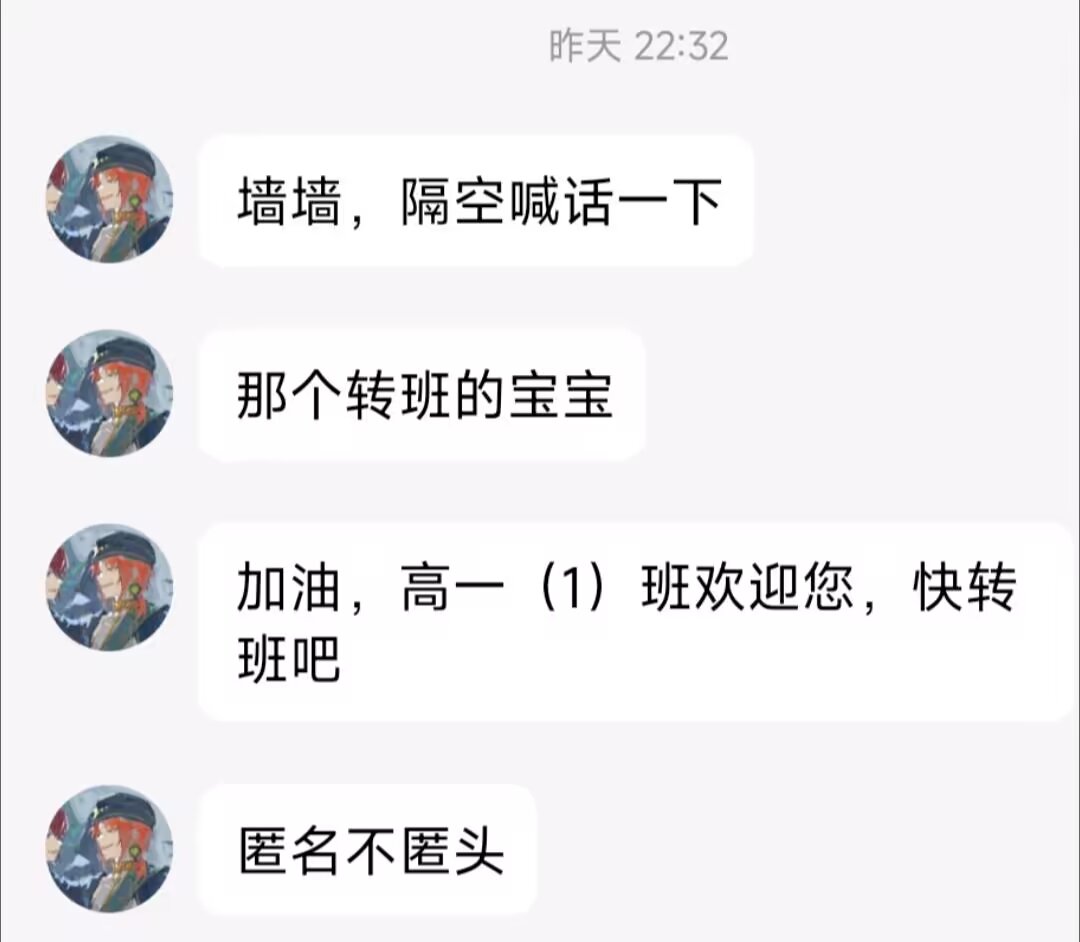 昨天 22:32
墙墙，隔空喊话一下
那个转班的宝宝
加油，高一（1）班欢迎您，快转
班吧
匿名不匿头